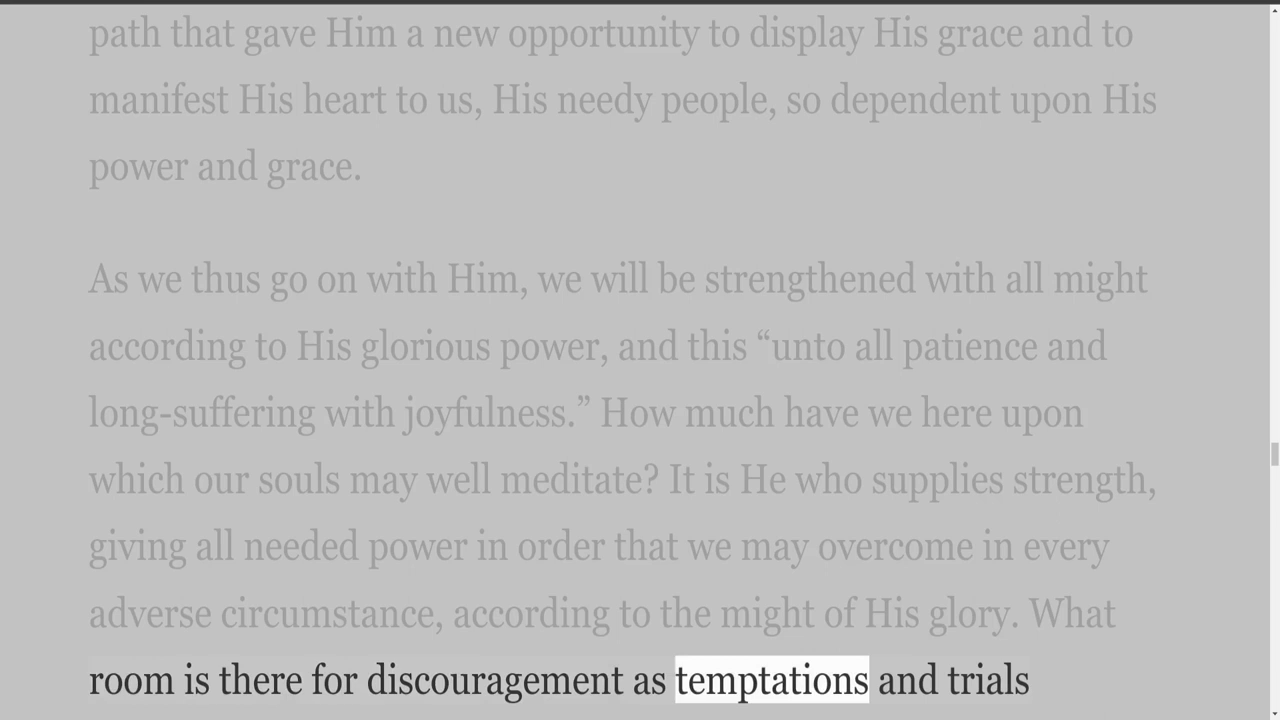 path that gave Him a new opportunity to display His grace and to
manifest His heart to us, His needy people, so dependent upon His
power and grace.
As we thus go on with Him, we will be strengthened with all might
according to His glorious power, and this “unto all patience and
long-suffering with joyfulness.” How much have we here upon
which our souls may well meditate? It is He who supplies strength,
giving all needed power in order that we may overcome in every
adverse circumstance, according to the might of His glory. What
room is there for discouragement as temptations and trials